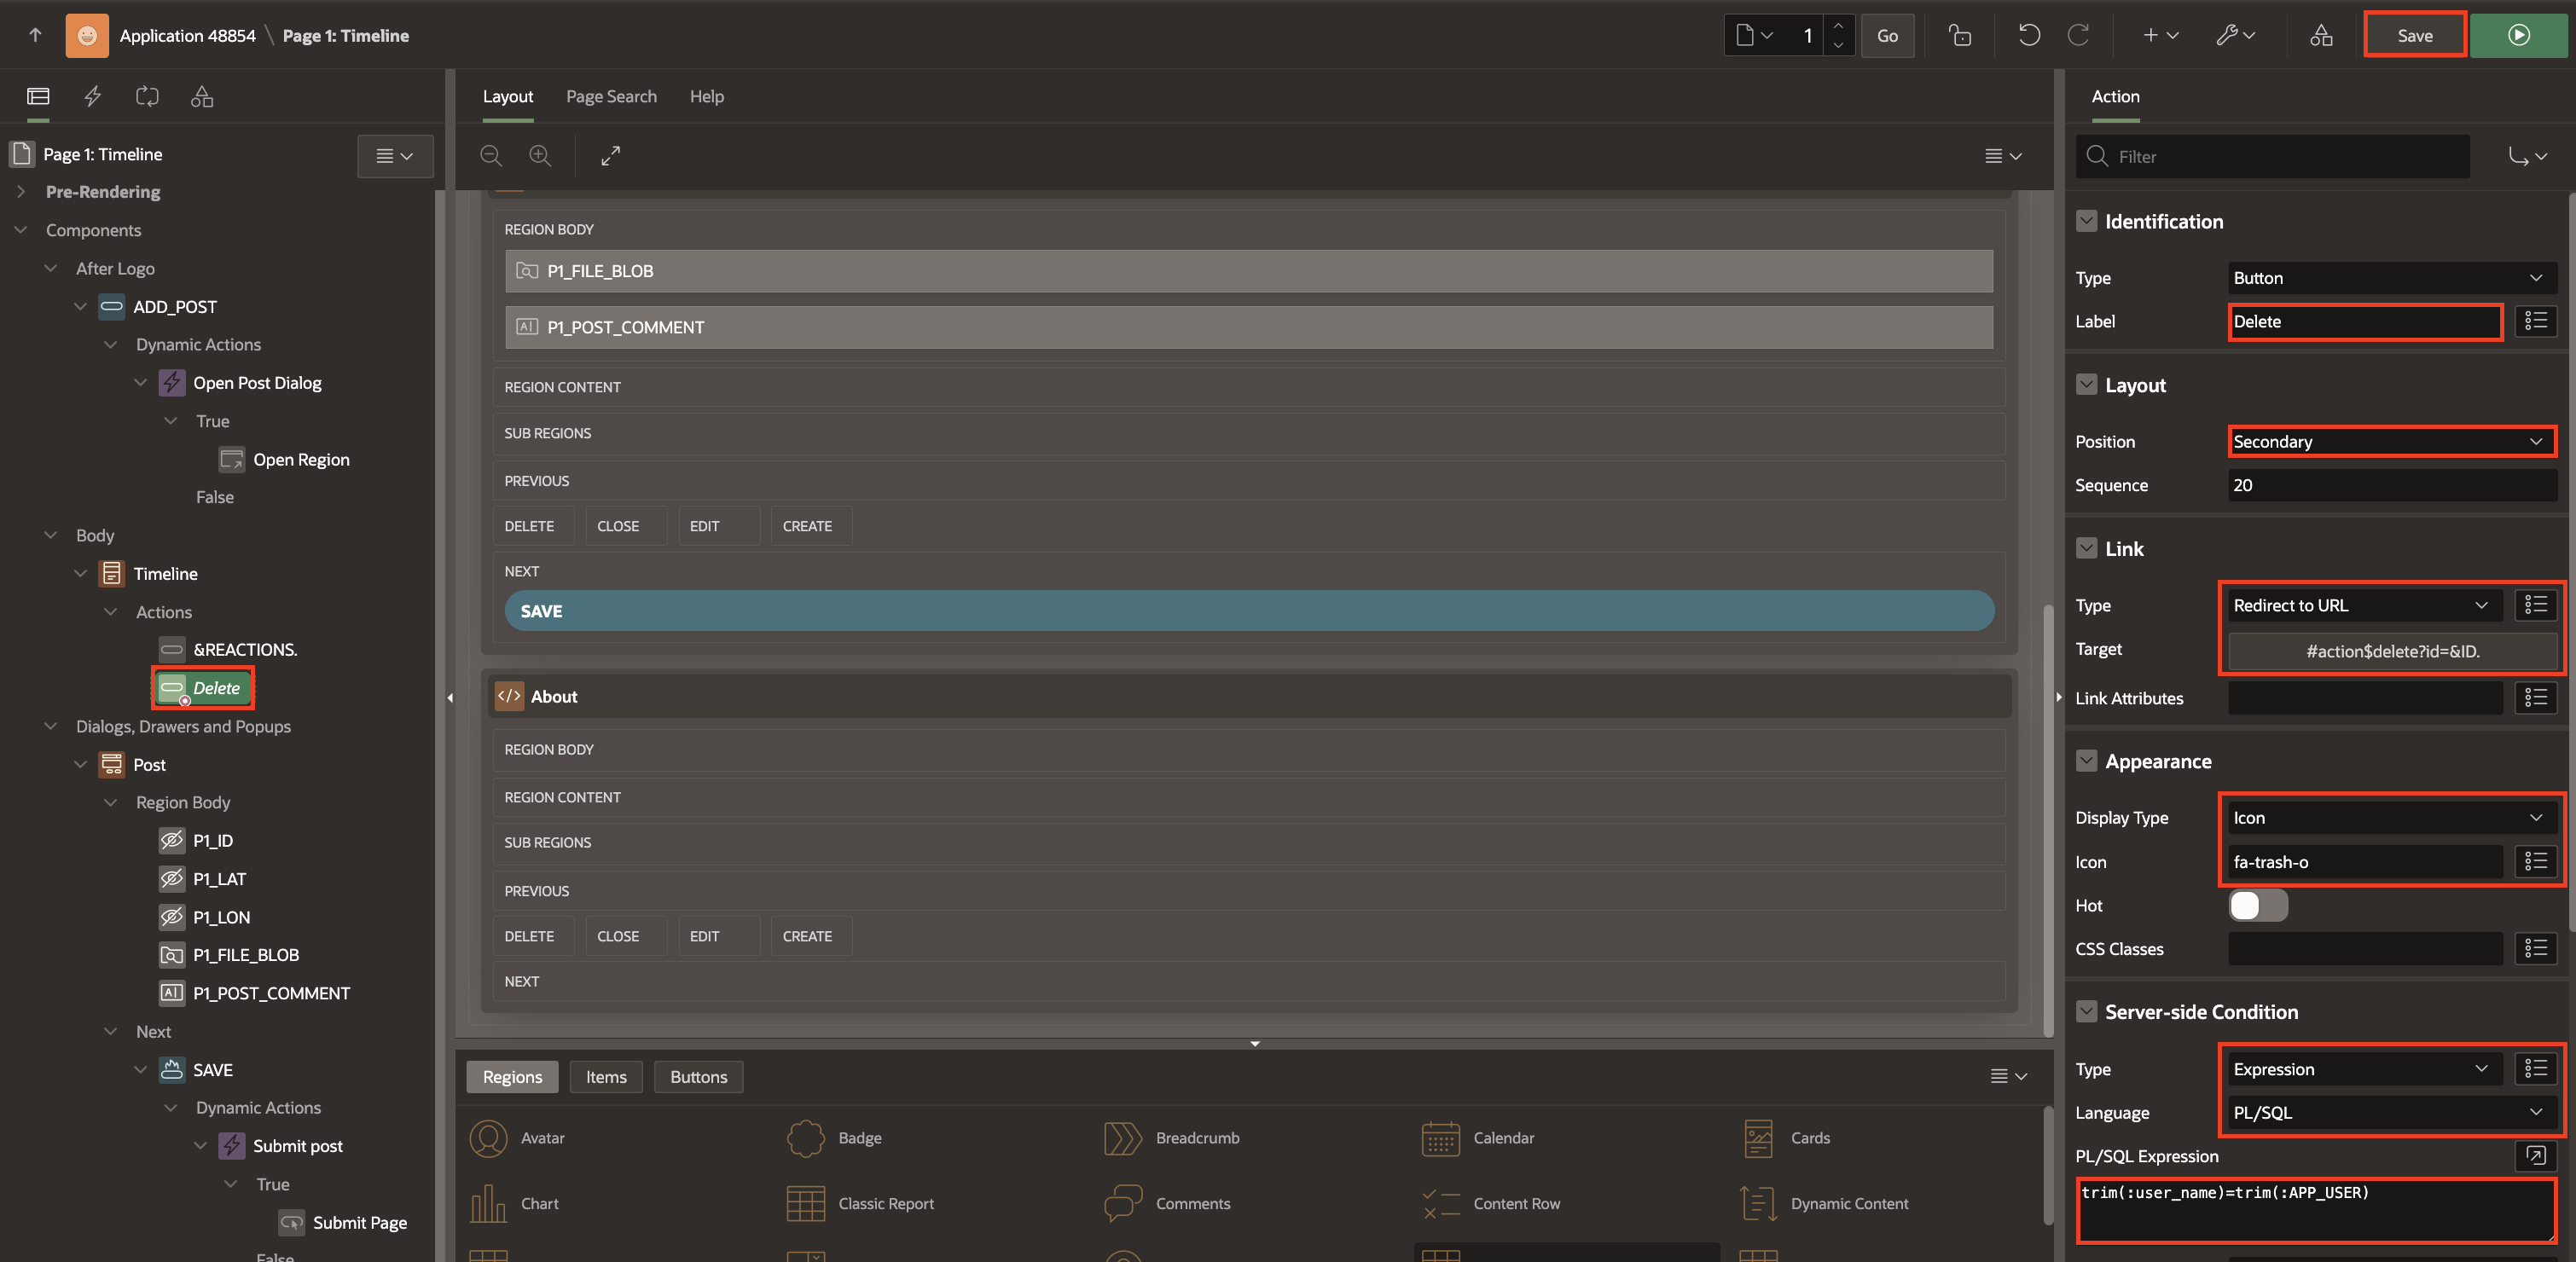 Application 48854 \ Page 1: Timeline
1
Go
Save
Page 1: Timeline
Pre-Rendering
Components
After Logo
ADD_POST
Dynamic Actions
Open Post Dialog
True
Open Region
False
Body
Timeline
Actions
&REACTIONS.
Delete
Dialogs, Drawers and Popups
Post
Region Body
P1_ID
P1_LAT
P1_LON
P1_FILE_BLOB
P1_POST_COMMENT
Next
SAVE
Dynamic Actions
Submit post
True
Submit Page
False
Layout Page Search Help
REGION BODY
P1_FILE_BLOB
P1_POST_COMMENT
REGION CONTENT
SUB REGIONS
PREVIOUS
DELETE CLOSE EDIT CREATE
NEXT
SAVE
About
REGION BODY
REGION CONTENT
SUB REGIONS
PREVIOUS
DELETE CLOSE EDIT CREATE
NEXT
Regions Items Buttons
Avatar Badge Breadcrumb Calendar Cards
Chart Classic Report Comments Content Row Dynamic Content
Action
Filter
Identification
Type Button
Label Delete
Layout
Position Secondary
Sequence 20
Link
Type Redirect to URL
Target #action$delete?id=&ID.
Link Attributes
Appearance
Display Type Icon
Icon fa-trash-o
Hot
CSS Classes
Server-side Condition
Type Expression
Language PL/SQL
PL/SQL Expression
trim(:user_name)=trim(:APP_USER)